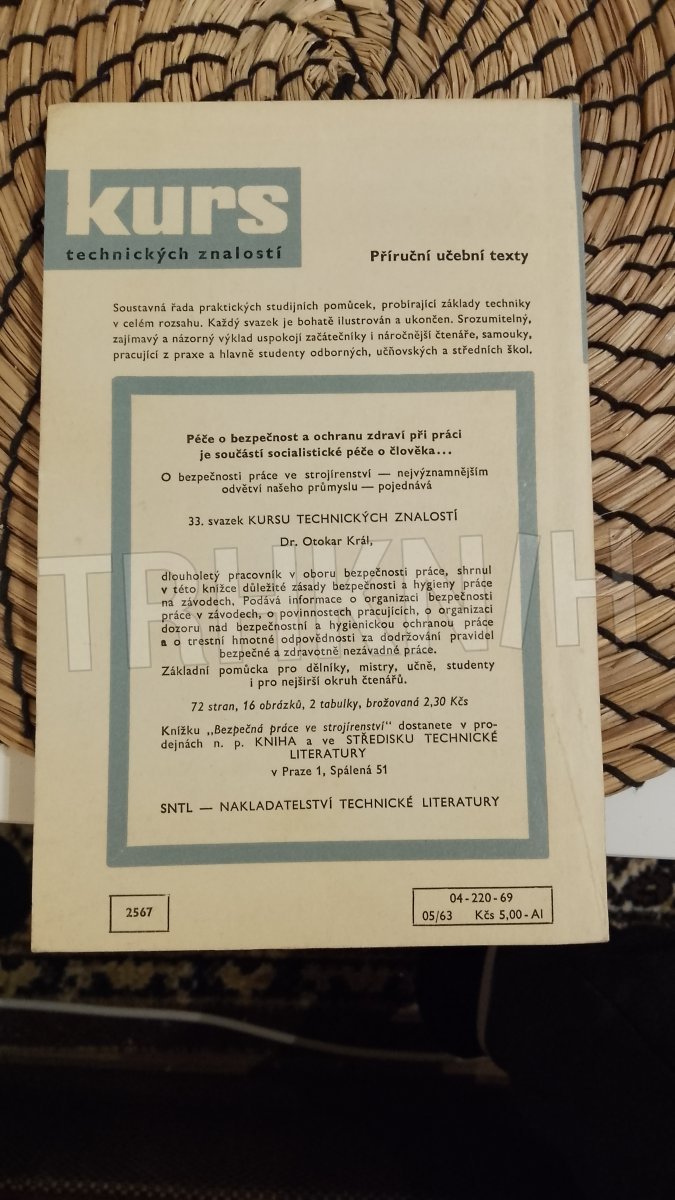 kurs
technických znalostí
Příruční učební texty
Soustavná řada praktických studijních pomůcek, probírající základy techniky
v celém rozsahu. Každý svazek je bohatě ilustrován a ukončen. Srozumitelný,
zajímavý a názorný výklad uspokojí začátečníky i náročnější čtenáře, samouky,
pracující z praxe a hlavně studenty odborných, učňovských a středních škol.
Péče o bezpečnost a ochranu zdraví při práci
je součástí socialistické péče o člověka...
O bezpečnosti práce ve strojírenství — nejvýznamnějším
odvětví našeho průmyslu — pojednává
33. svazek KURSU TECHNICKÝCH ZNALOSTÍ
Dr. Otokar Král,
dlouholetý pracovník v oboru bezpečnosti práce, shrnul
v této knížce důležité zásady bezpečnosti a hygieny práce
na závodech. Podává informace o organizaci bezpečnosti
práce v závodech, o povinnostech pracujících, o organizaci
dozoru nad bezpečnostní a hygienickou ochranou práce
a o trestní hmotné odpovědnosti za dodržování pravidel
bezpečné a zdravotně nezávadné práce.
Základní pomůcka pro dělníky, mistry, učně, studenty
i pro nejširší okruh čtenářů.
72 stran, 16 obrázků, 2 tabulky, brožovaná 2,30 Kčs
Knížku „Bezpečná práce ve strojírenství" dostanete v pro-
dejnách n. p. KNIHA a ve STŘEDISKU TECHNICKÉ
LITERATURY
v Praze 1, Spálená 51
SNTL — NAKLADATELSTVÍ TECHNICKÉ LITERATURY
2567
04-220-69
05/63 Kčs 5,00-AI
TRHKNIH